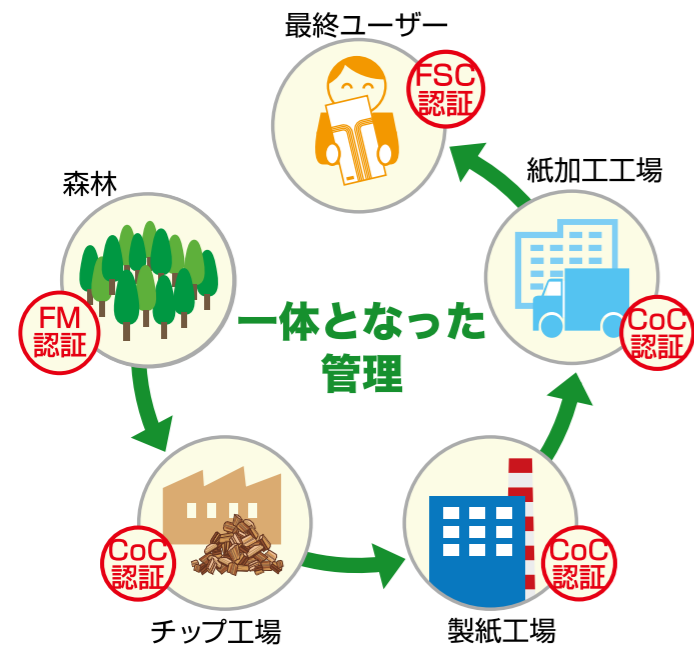 最終ユーザー
FSC
認証
森林
紙加工工場
FM
認証
一体となった
管理
CoC
認証
CoC
認証
CoC
認証
チップ工場
製紙工場